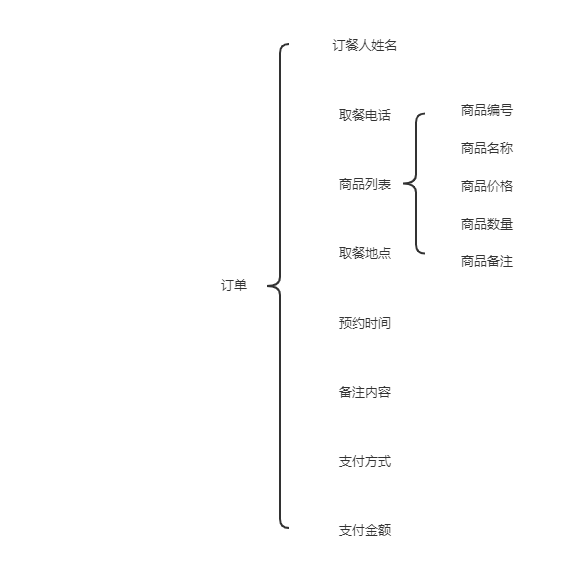 订单
订餐人姓名
取餐电话
商品列表
商品编号
商品名称
商品价格
商品数量
商品备注
取餐地点
预约时间
备注内容
支付方式
支付金额